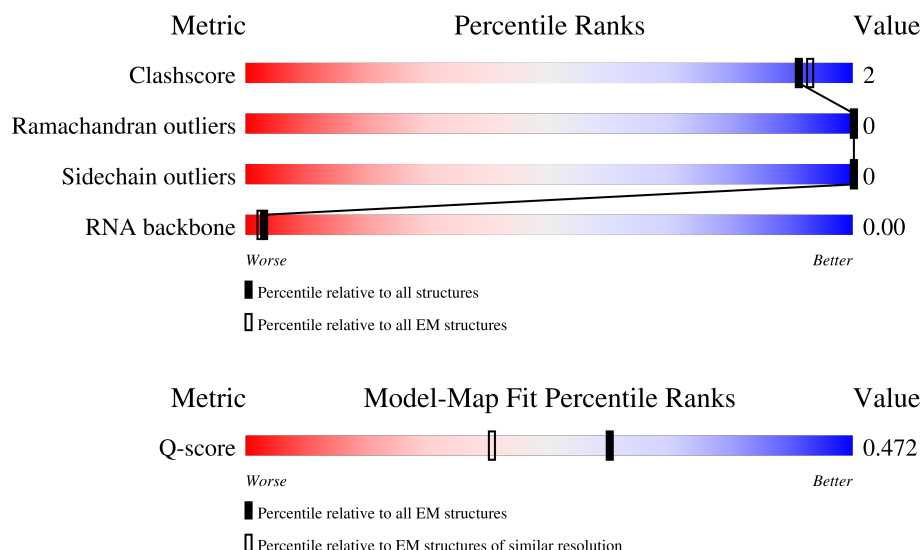 Metric Percentile Ranks Value
Clashscore 2
Ramachandran outliers 0
Sidechain outliers 0
RNA backbone 0.00
Worse Better
Percentile relative to all structures
Percentile relative to all EM structures
Metric Model-Map Fit Percentile Ranks Value
Q-score 0.472
Worse Better
Percentile relative to all EM structures
Percentile relative to EM structures of similar resolution